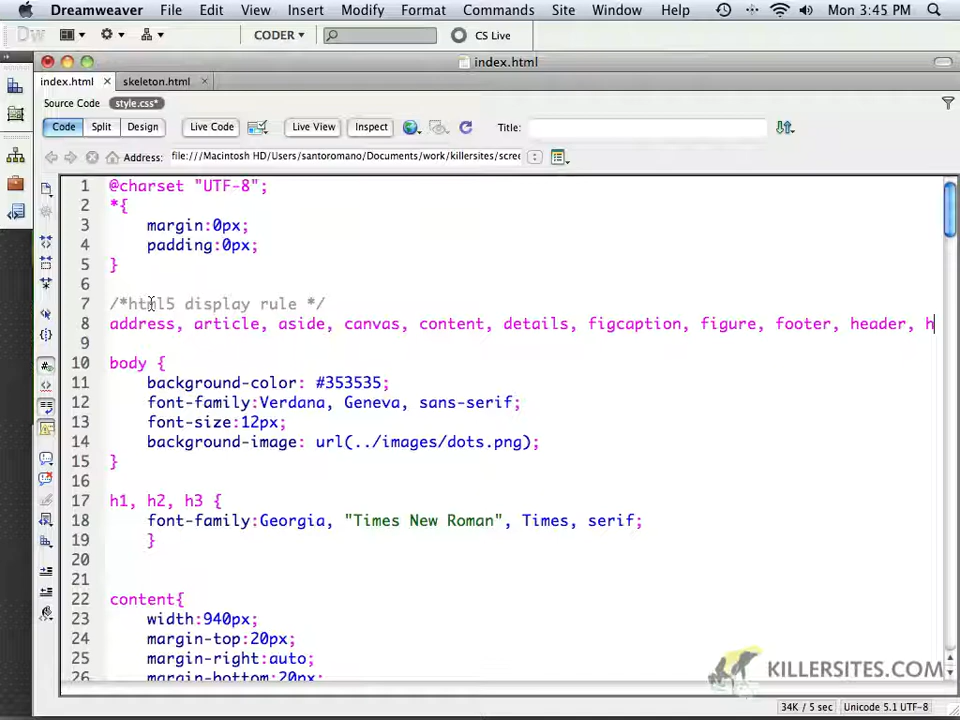 Dreamweaver File Edit View Insert Modify Format Commands Site Window Help Mon 3:45 PM
Dw CODER CS Live
index.html
index.html skeleton.html
Source Code style.css*
Code Split Design Live Code Live View Inspect Title:
Address: file:///Macintosh HD/Users/santoromano/Documents/work/killersites/scree
1 @charset "UTF-8";
2 *{
3 margin:0px;
4 padding:0px;
5 }
6
7 /*html5 display rule */
8 address, article, aside, canvas, content, details, figcaption, figure, footer, header, h
9
10 body {
11 background-color: #353535;
12 font-family:Verdana, Geneva, sans-serif;
13 font-size:12px;
14 background-image: url(../images/dots.png);
15 }
16
17 h1, h2, h3 {
18 font-family:Georgia, "Times New Roman", Times, serif;
19 }
20
21
22 content{
23 width:940px;
24 margin-top:20px;
25 margin-right:auto;
26 margin-bottom:20px;
KILLERSITES.COM
34K / 5 sec Unicode 5.1 UTF-8